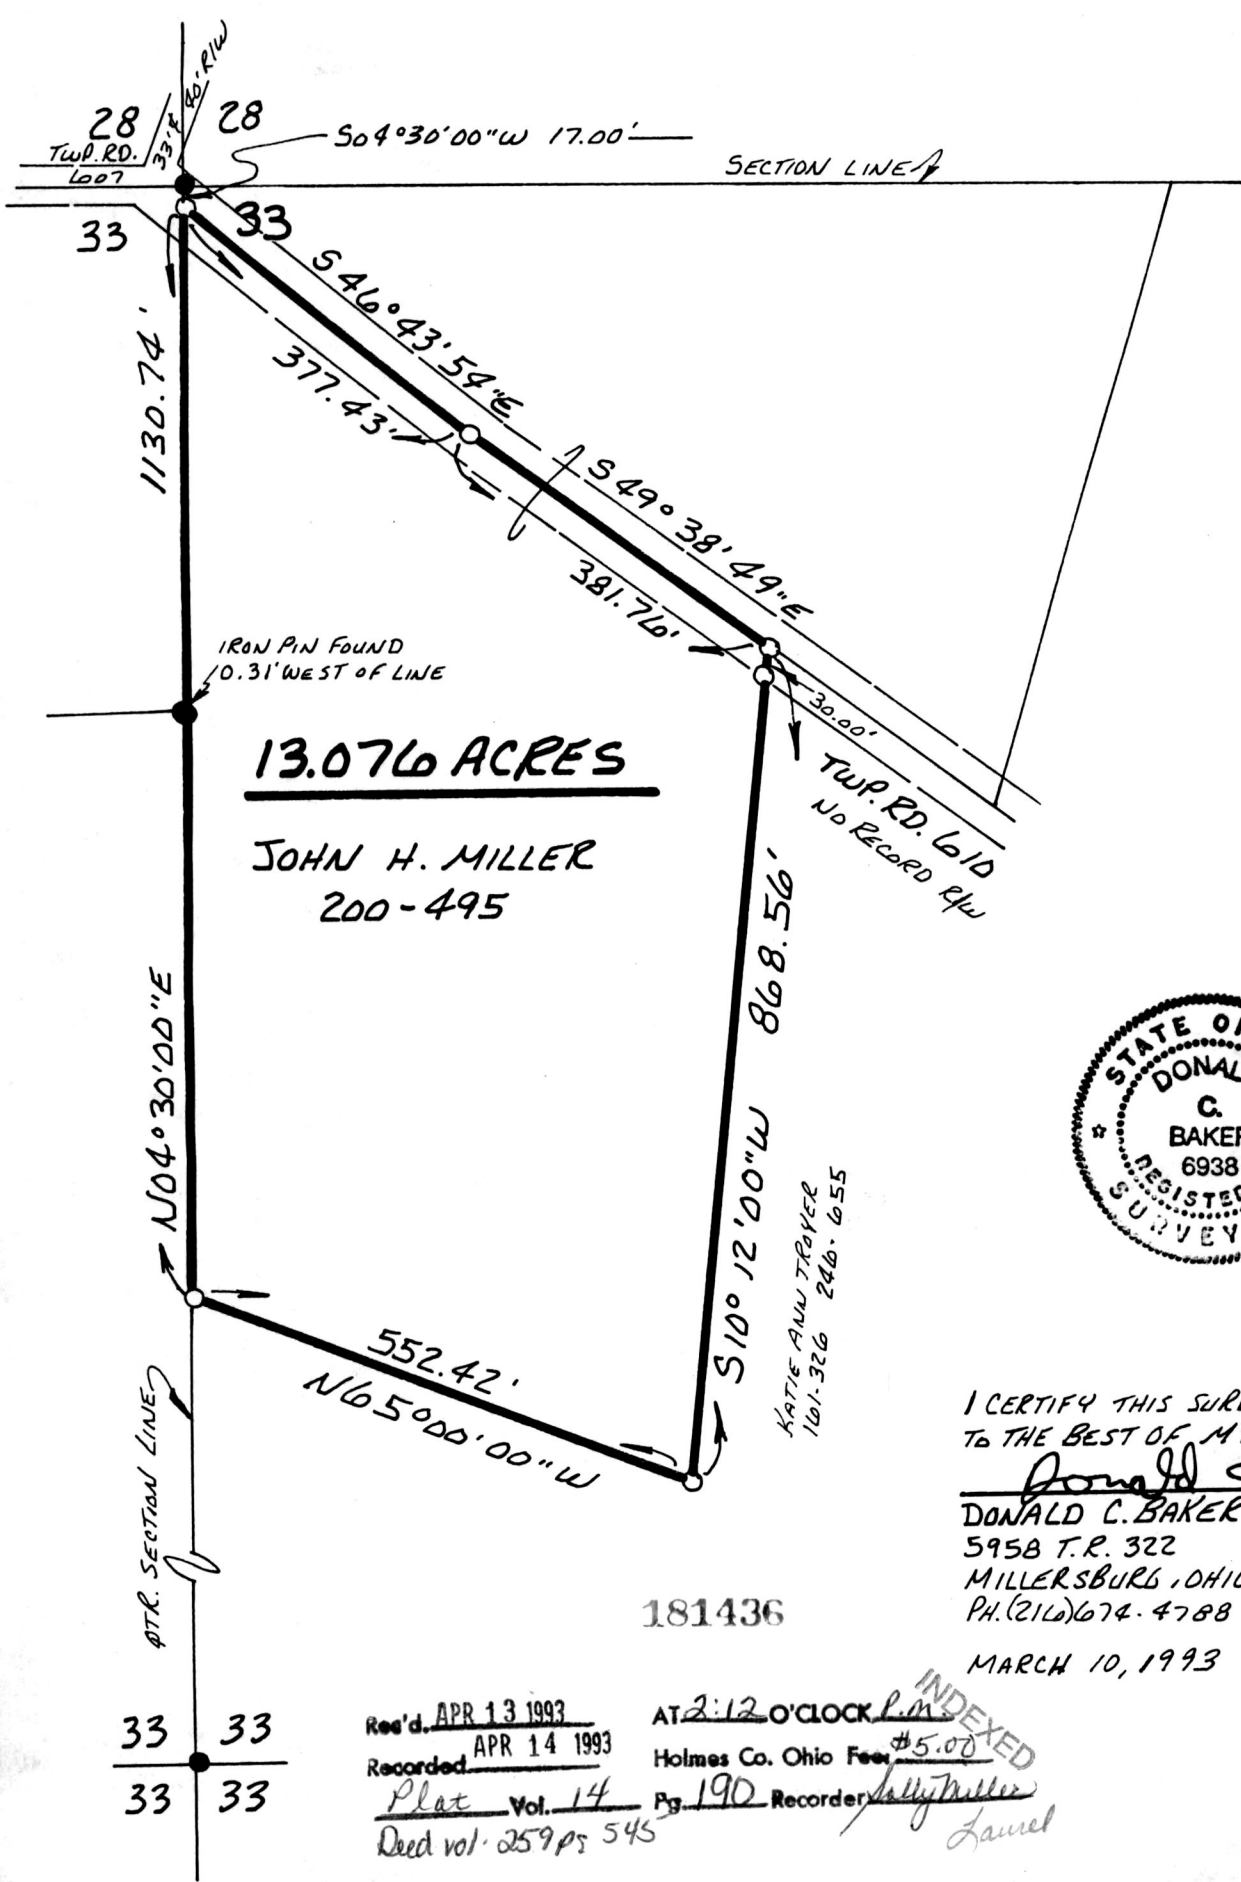 40' R/W
33' ±
28
28
TWP. RD.
607
S04°30'00"W 17.00'
SECTION LINE
33
33
S46°43'54"E
377.43'
1130.74'
S49°38'49"E
381.76'
IRON PIN FOUND
0.31' WEST OF LINE
30.00'
13.076 ACRES
TWP. RD. 610
NO RECORD R/W
JOHN H. MILLER
200-495
868.56'
N04°30'00"E
S10°12'00"W
STATE OF
DONAL
C.
BAKER
6938
REGISTERE
SURVEY
KATIE ANN TROYER
161-326 246-655
552.42'
N65°00'00"W
QTR. SECTION LINE
I CERTIFY THIS SUR
TO THE BEST OF M
Donald
DONALD C. BAKER
5958 T.R. 322
MILLERSBURG, OHIO
PH.(216)674-4788
MARCH 10, 1993
181436
33 33
33 33
Rec'd. APR 13 1993 AT 2:12 O'CLOCK P.M.
Recorded APR 14 1993 Holmes Co. Ohio Fee $5.00
Plat Vol. 14 Pg. 190 Recorder Sally Miller
Deed vol. 259 pg 545
Laurel
INDEXED